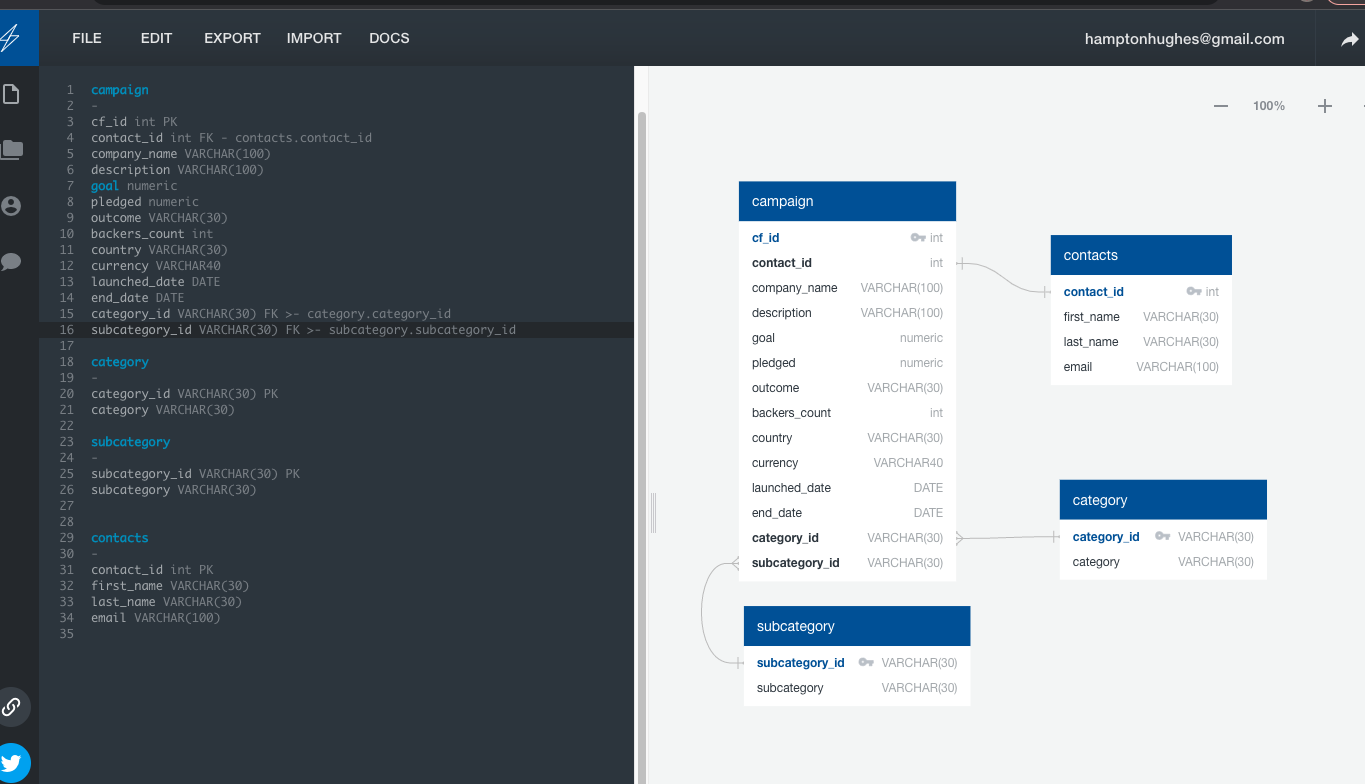 FILE EDIT EXPORT IMPORT DOCS hamptonhughes@gmail.com
1 campaign
2 -
3 cf_id int PK
4 contact_id int FK - contacts.contact_id
5 company_name VARCHAR(100)
6 description VARCHAR(100)
7 goal numeric
8 pledged numeric
9 outcome VARCHAR(30)
10 backers_count int
11 country VARCHAR(30)
12 currency VARCHAR40
13 launched_date DATE
14 end_date DATE
15 category_id VARCHAR(30) FK >- category.category_id
16 subcategory_id VARCHAR(30) FK >- subcategory.subcategory_id
17
18 category
19 -
20 category_id VARCHAR(30) PK
21 category VARCHAR(30)
22
23 subcategory
24 -
25 subcategory_id VARCHAR(30) PK
26 subcategory VARCHAR(30)
27
28
29 contacts
30 -
31 contact_id int PK
32 first_name VARCHAR(30)
33 last_name VARCHAR(30)
34 email VARCHAR(100)
35
100%
campaign
cf_id int
contact_id int
company_name VARCHAR(100)
description VARCHAR(100)
goal numeric
pledged numeric
outcome VARCHAR(30)
backers_count int
country VARCHAR(30)
currency VARCHAR40
launched_date DATE
end_date DATE
category_id VARCHAR(30)
subcategory_id VARCHAR(30)
contacts
contact_id int
first_name VARCHAR(30)
last_name VARCHAR(30)
email VARCHAR(100)
category
category_id VARCHAR(30)
category VARCHAR(30)
subcategory
subcategory_id VARCHAR(30)
subcategory VARCHAR(30)